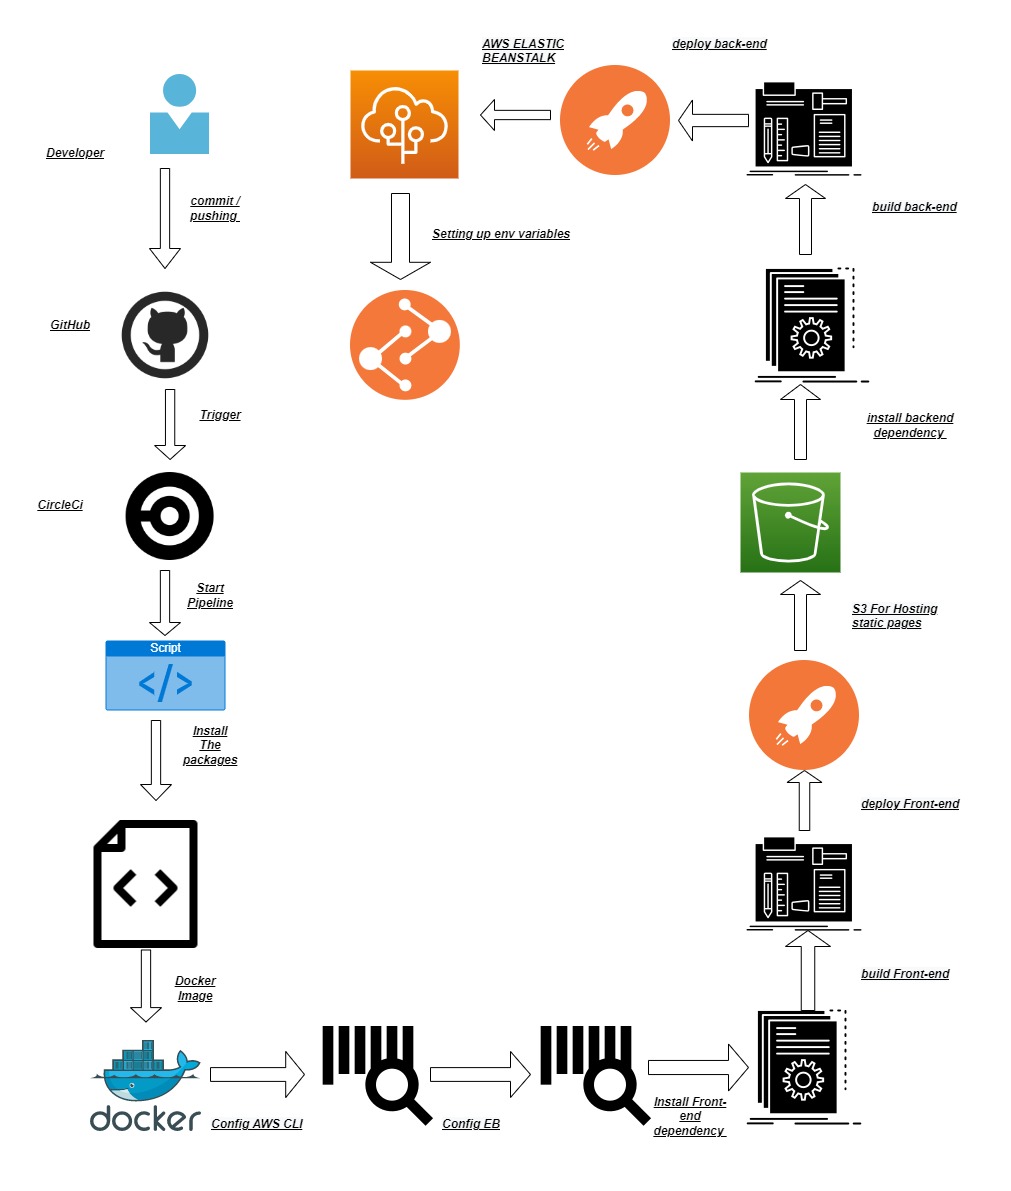 AWS ELASTIC
BEANSTALK
deploy back-end
Developer
commit /
pushing
build back-end
Setting up env variables
GitHub
Trigger
install backend
dependency
CircleCi
Start
Pipeline
S3 For Hosting
static pages
Script
</>
Install
The
packages
deploy Front-end
< >
build Front-end
Docker
Image
docker
Config AWS CLI
Config EB
Install Front-
end
dependency